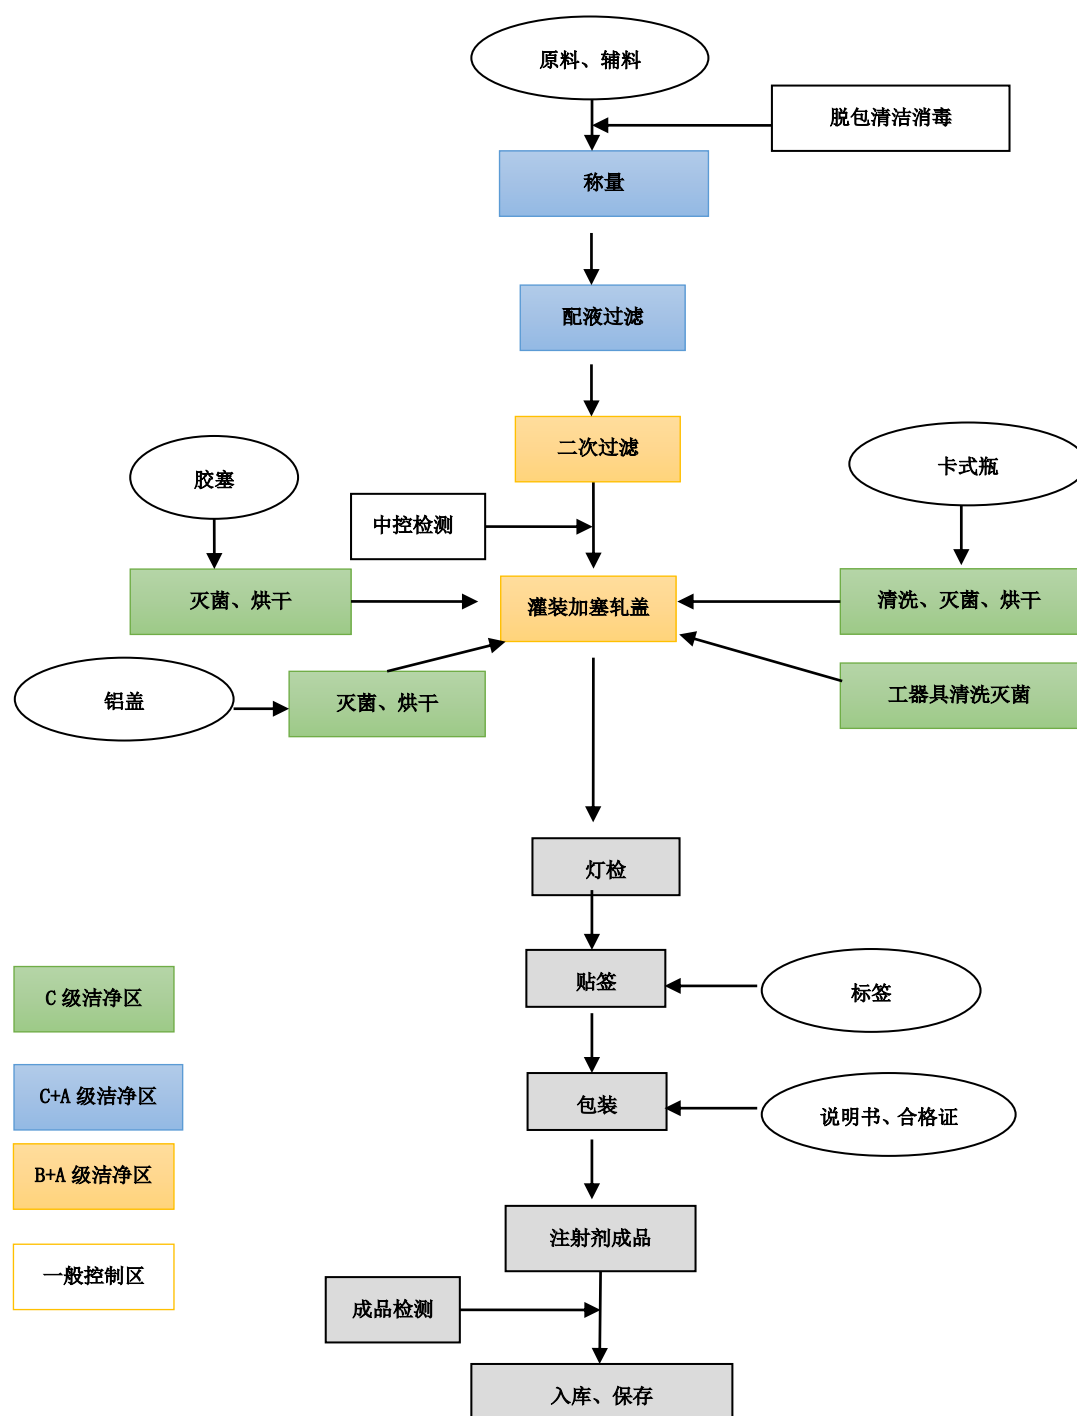 原料、辅料
脱包清洁消毒
称量
配液过滤
二次过滤
胶塞
卡式瓶
中控检测
灭菌、烘干
灌装加塞轧盖
清洗、灭菌、烘干
铝盖
灭菌、烘干
工器具清洗灭菌
灯检
贴签
标签
C 级洁净区
C+A 级洁净区
包装
说明书、合格证
B+A 级洁净区
注射剂成品
一般控制区
成品检测
入库、保存